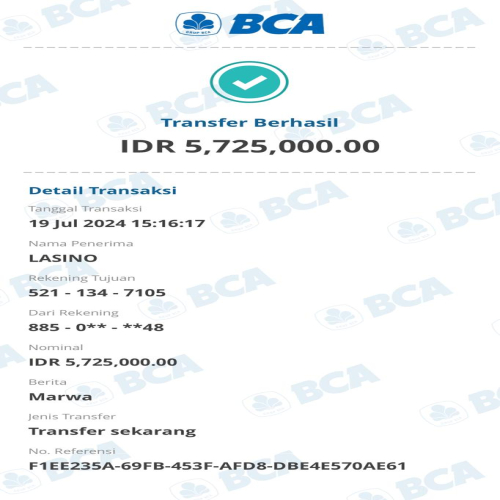 BCA
Transfer Berhasil
IDR 5,725,000.00
Detail Transaksi
Tanggal Transaksi
19 Jul 2024 15:16:17
Nama Penerima
LASINO
Rekening Tujuan
521 - 134 - 7105
Dari Rekening
885 - 0** - **48
Nominal
IDR 5,725,000.00
Berita
Marwa
Jenis Transfer
Transfer sekarang
No. Referensi
F1EE235A-69FB-453F-AFD8-DBE4E570AE61